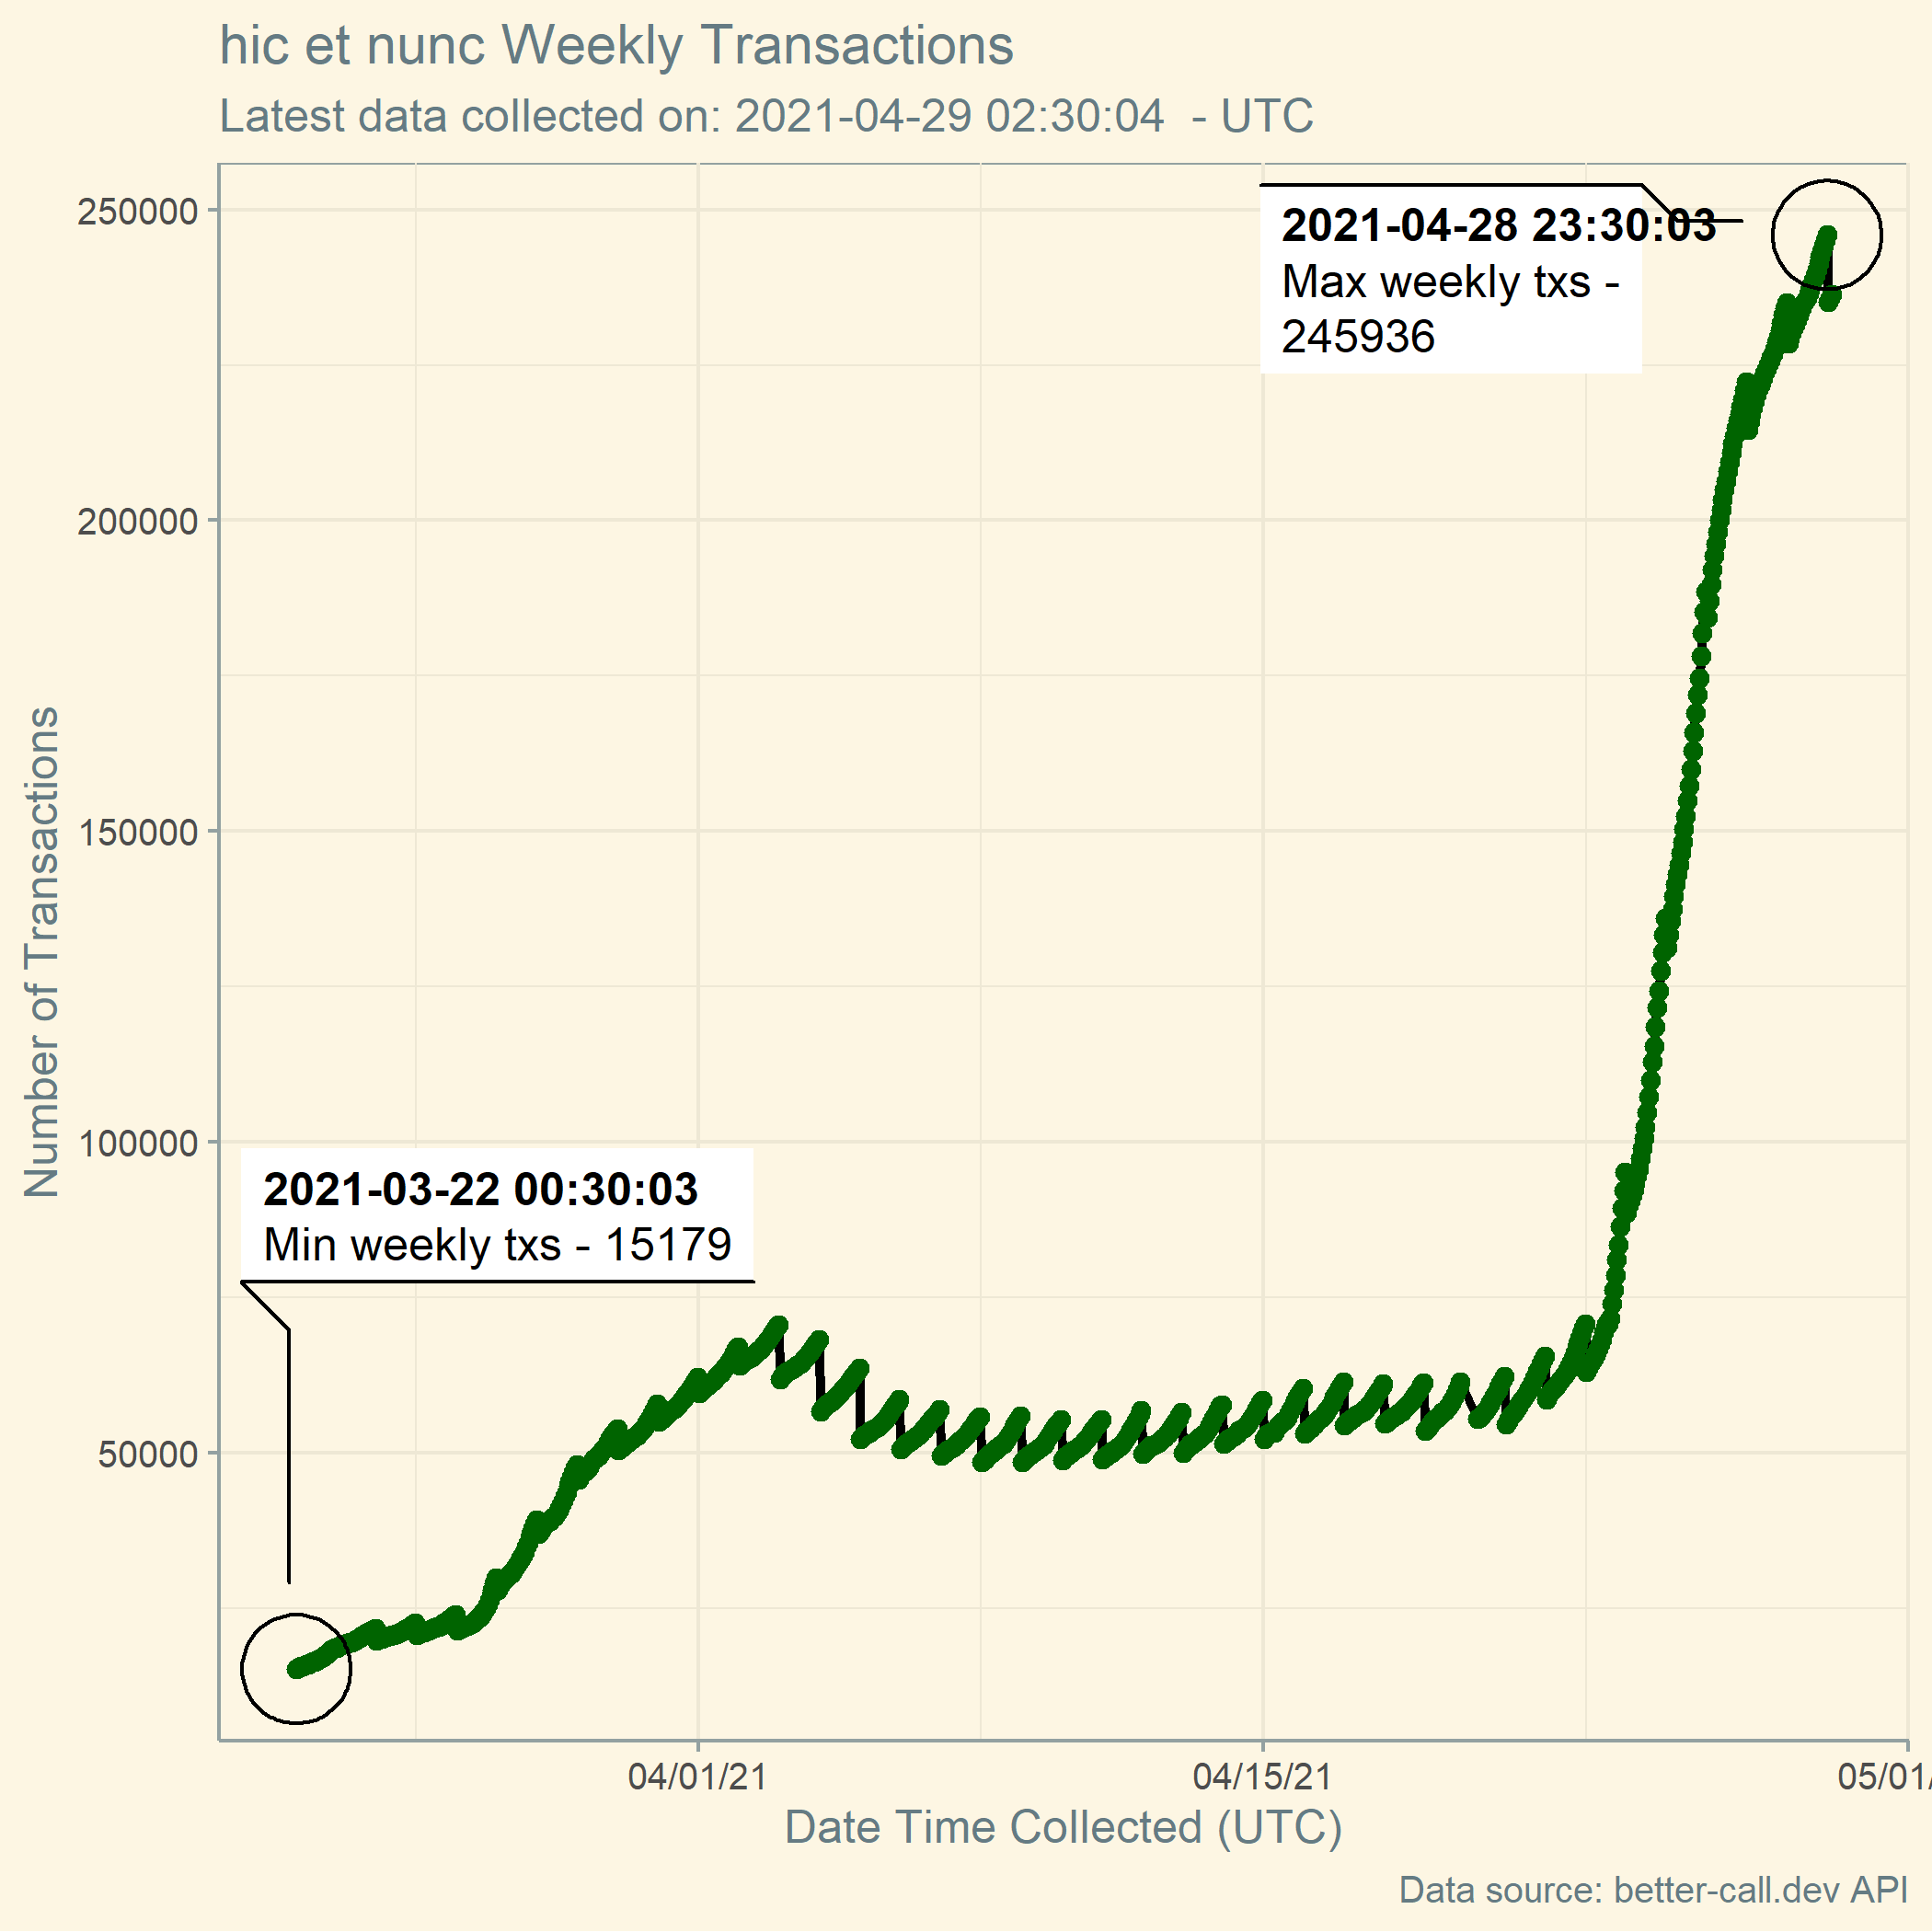 hic et nunc Weekly Transactions
Latest data collected on: 2021-04-29 02:30:04  - UTC
250000
200000
150000
100000
50000
Number of Transactions
2021-04-28 23:30:03
Max weekly txs -
245936
2021-03-22 00:30:03
Min weekly txs - 15179
04/01/21
04/15/21
05/01/
Date Time Collected (UTC)
Data source: better-call.dev API